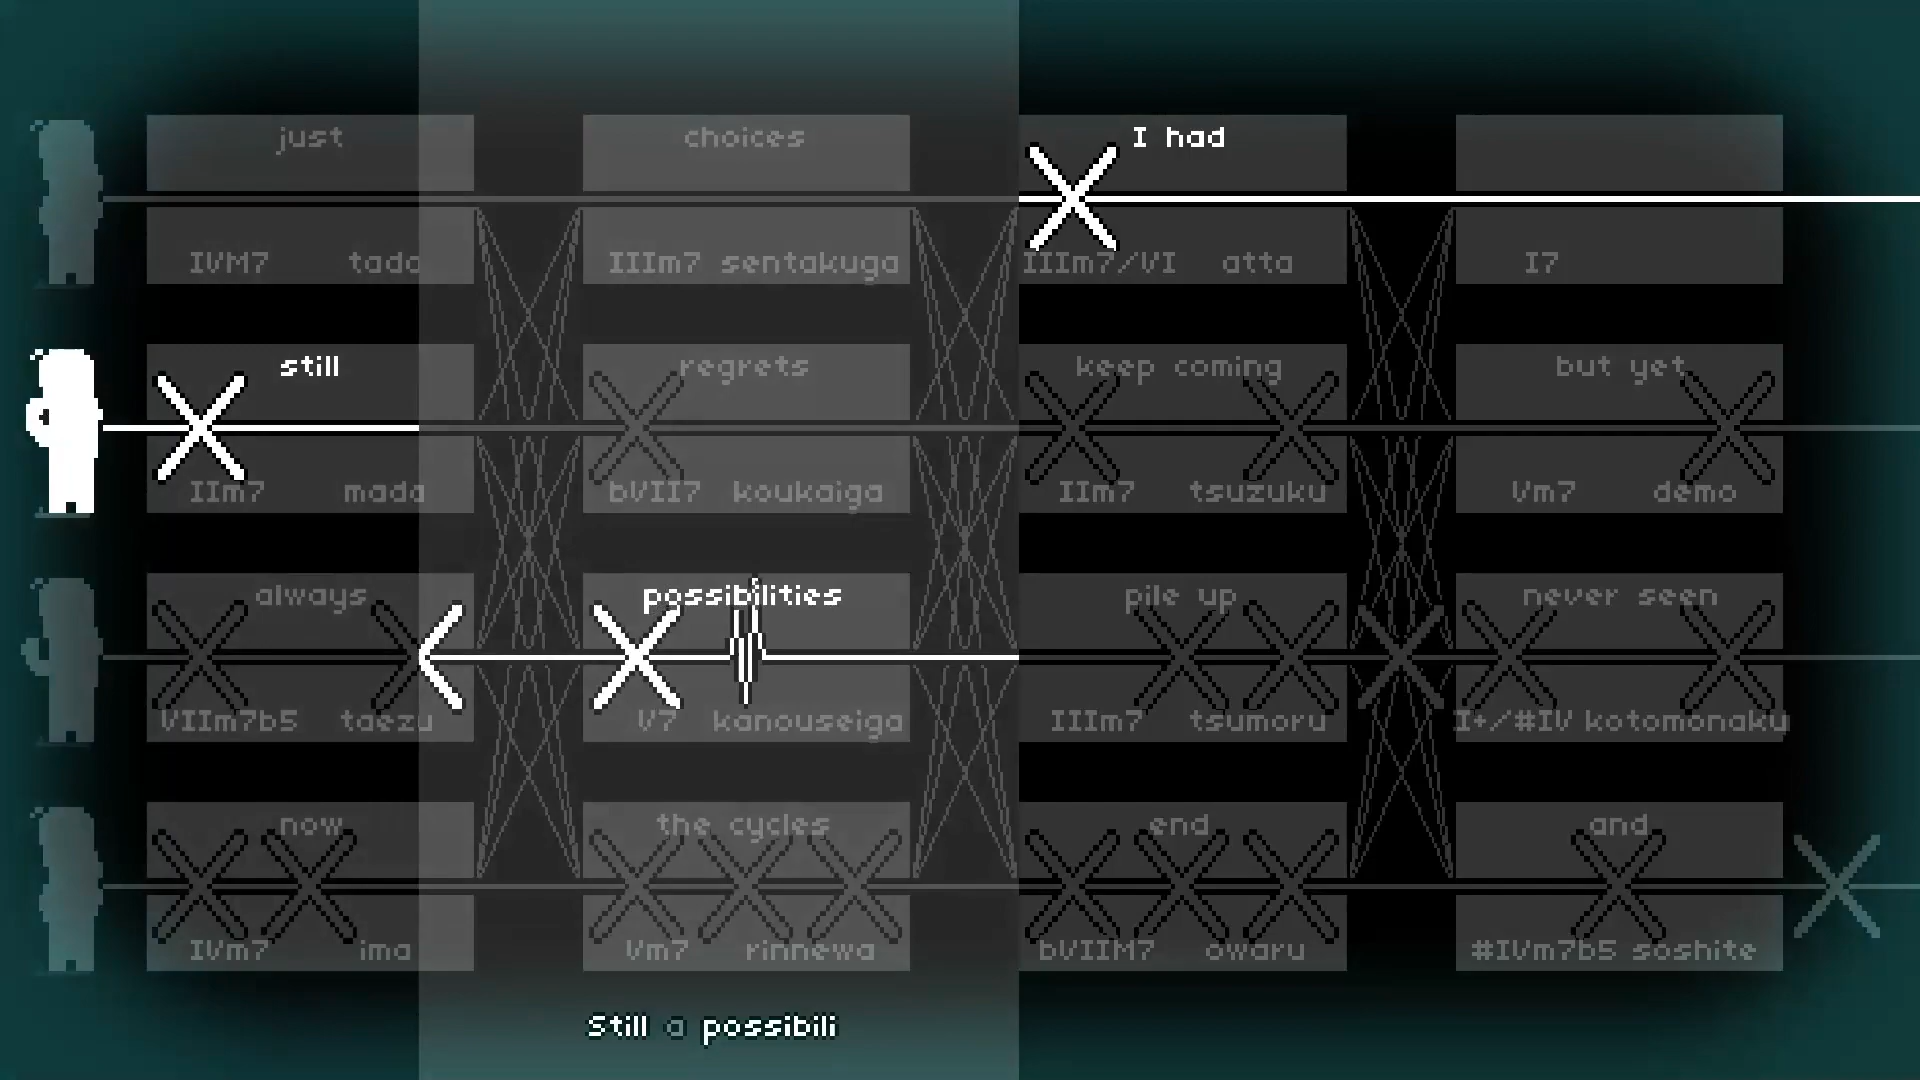 just choices I had
IVM7 tada IIIm7 sentakuga IIIm7/VI atta I7
still regrets keep coming but yet
IIm7 mada bVII7 koukaiga IIm7 tsuzuku Vm7 demo
always possibilities pile up never seen
VIIm7b5 taezu V7 kanouseiga IIIm7 tsumoru I+/#IV kotomonaku
now the cycles end and
IVm7 ima Vm7 rinnewa bVIIM7 owaru #IVm7b5 soshite
Still a possibili